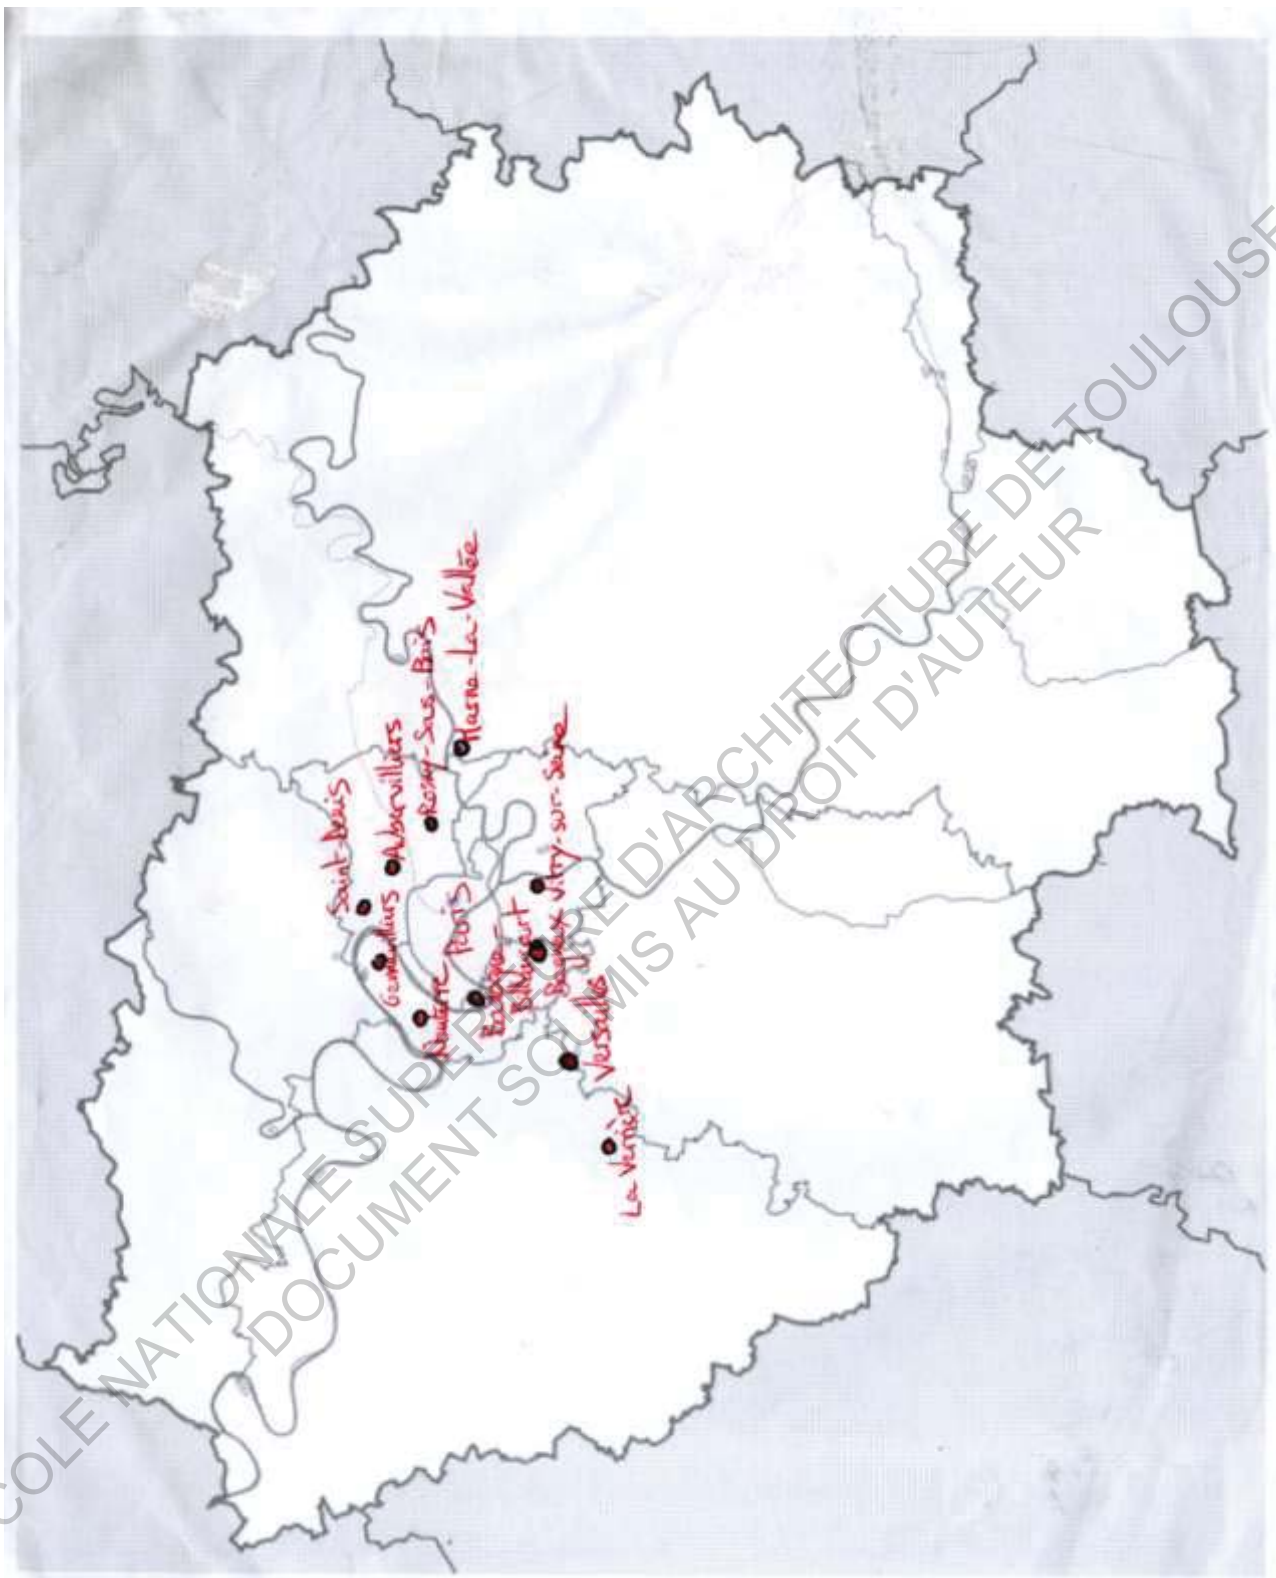 Saint-Denis
Aubervilliers
Rosny-Sous-Bois
Marne-La-Vallée
Gennevilliers
Paris
Nanterre
Boulogne-
Billancourt
Bagneux
Vitry-sur-Seine
Versailles
La Verrière
COLE NATIONALE SUPERIEURE D'ARCHITECTURE DE TOULOUSE
DOCUMENT SOUMIS AU DROIT D'AUTEUR